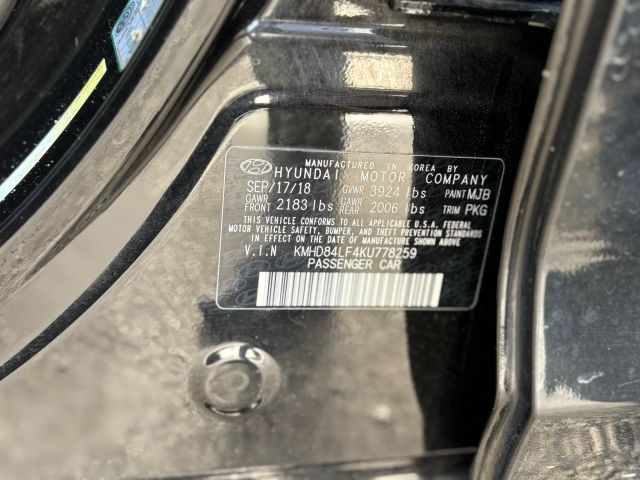 MANUFACTURED IN KOREA BY
HYUNDAI MOTOR COMPANY
SEP/17/18 GVWR 3924 lbs PAINT MJB
GAWR FRONT 2183 lbs GAWR REAR 2006 lbs TRIM PKG
THIS VEHICLE CONFORMS TO ALL APPLICABLE U.S.A. FEDERAL
MOTOR VEHICLE SAFETY, BUMPER, AND THEFT PREVENTION STANDARDS
IN EFFECT ON THE DATE OF MANUFACTURE SHOWN ABOVE.
V.I.N KMHD84LF4KU778259
PASSENGER CAR